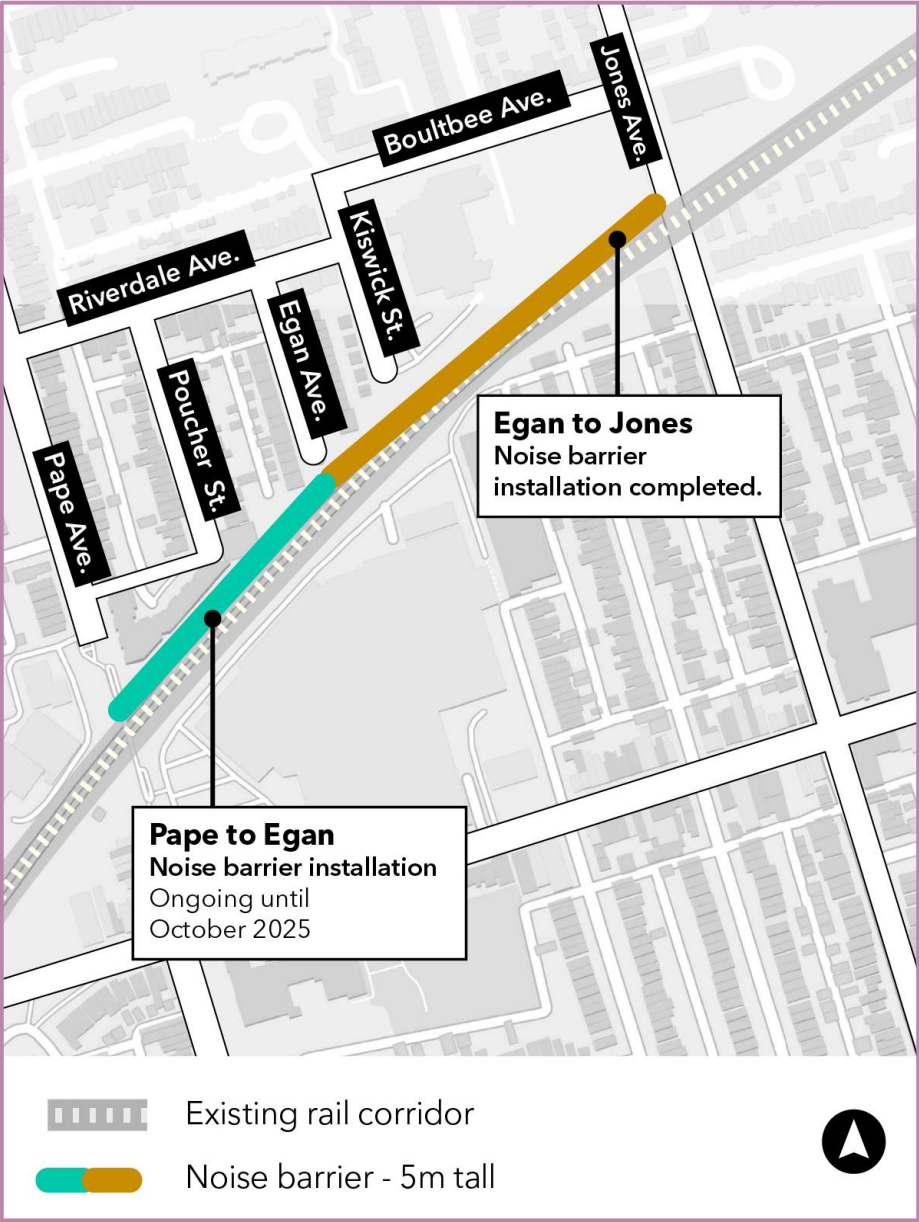 Jones Ave.
Boultbee Ave.
Kiswick St.
Riverdale Ave.
Egan Ave.
Poucher St.
Pape Ave.
Egan to Jones
Noise barrier
installation completed.
Pape to Egan
Noise barrier installation
Ongoing until
October 2025
Existing rail corridor
Noise barrier - 5m tall